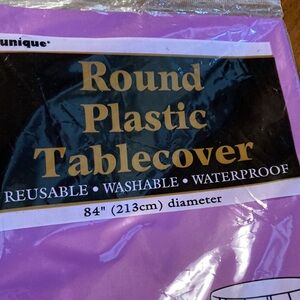 unique
Round
Plastic
Tablecover
REUSABLE • WASHABLE • WATERPROOF
84" (213cm) diameter